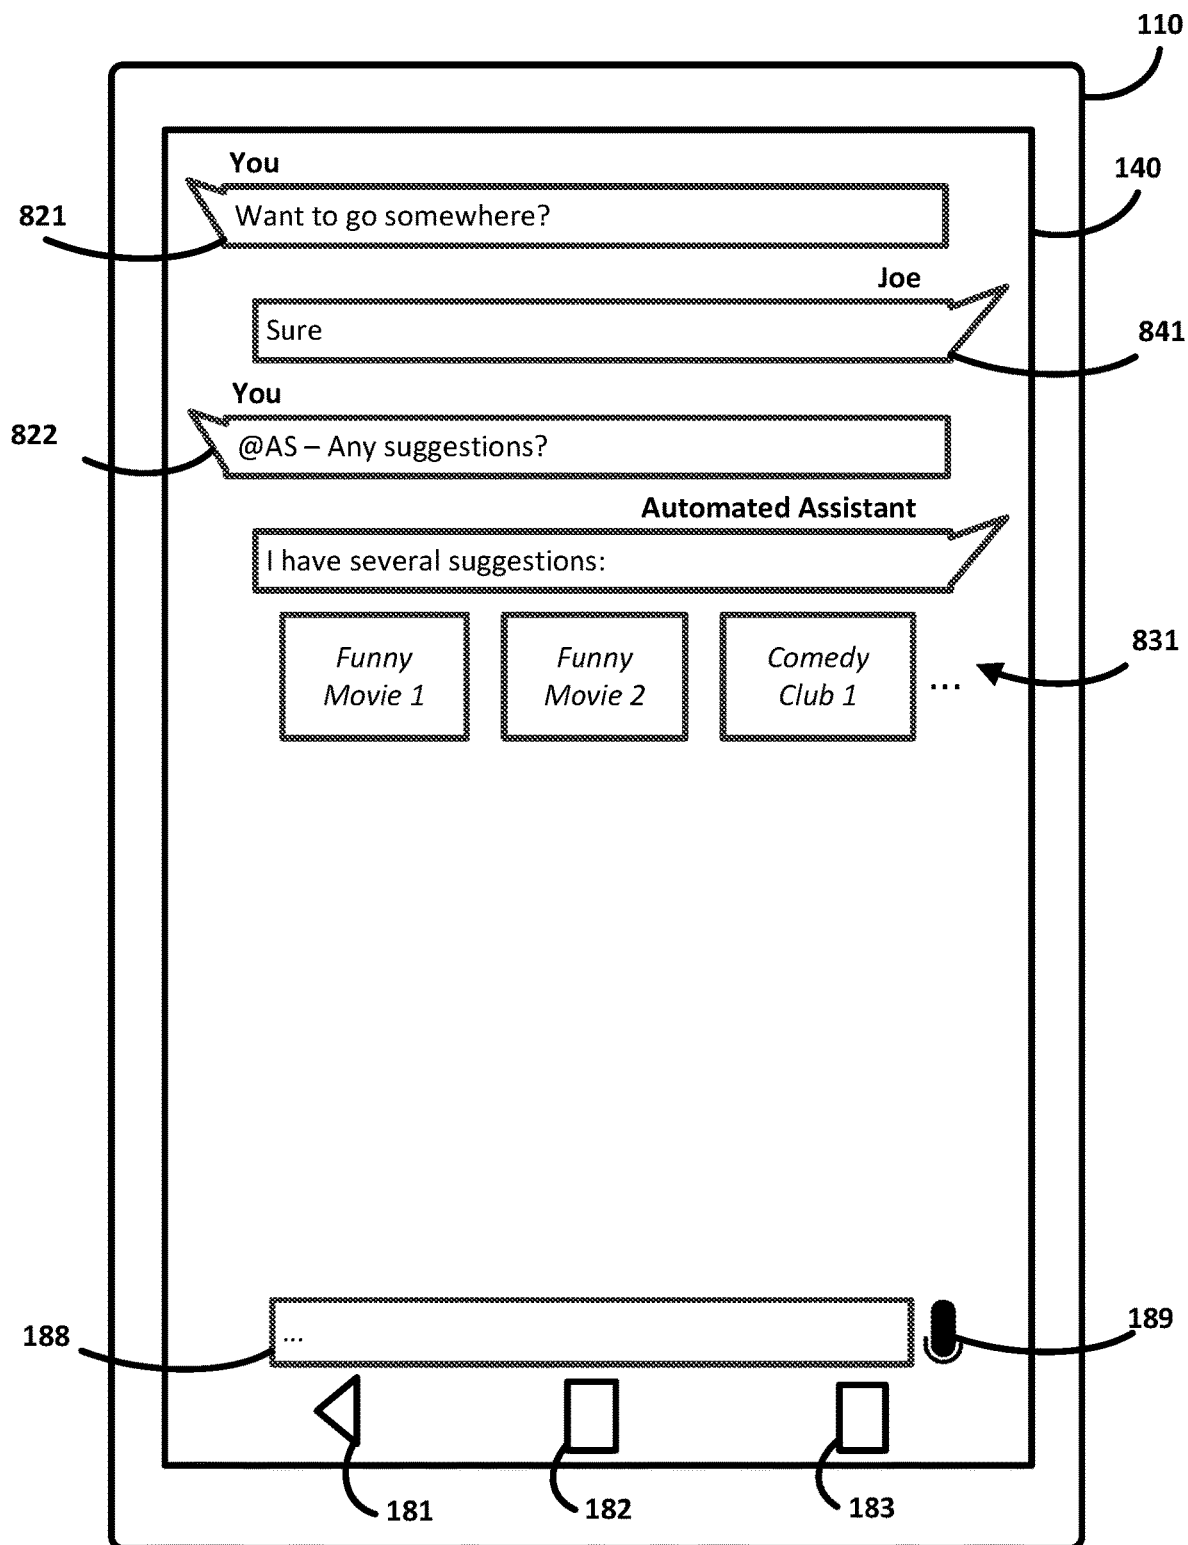 110
You
140
821
Want to go somewhere?
Joe
Sure
841
You
822
@AS – Any suggestions?
Automated Assistant
I have several suggestions:
Funny
Movie 1
Funny
Movie 2
Comedy
Club 1
...
831
188
...
189
181
182
183